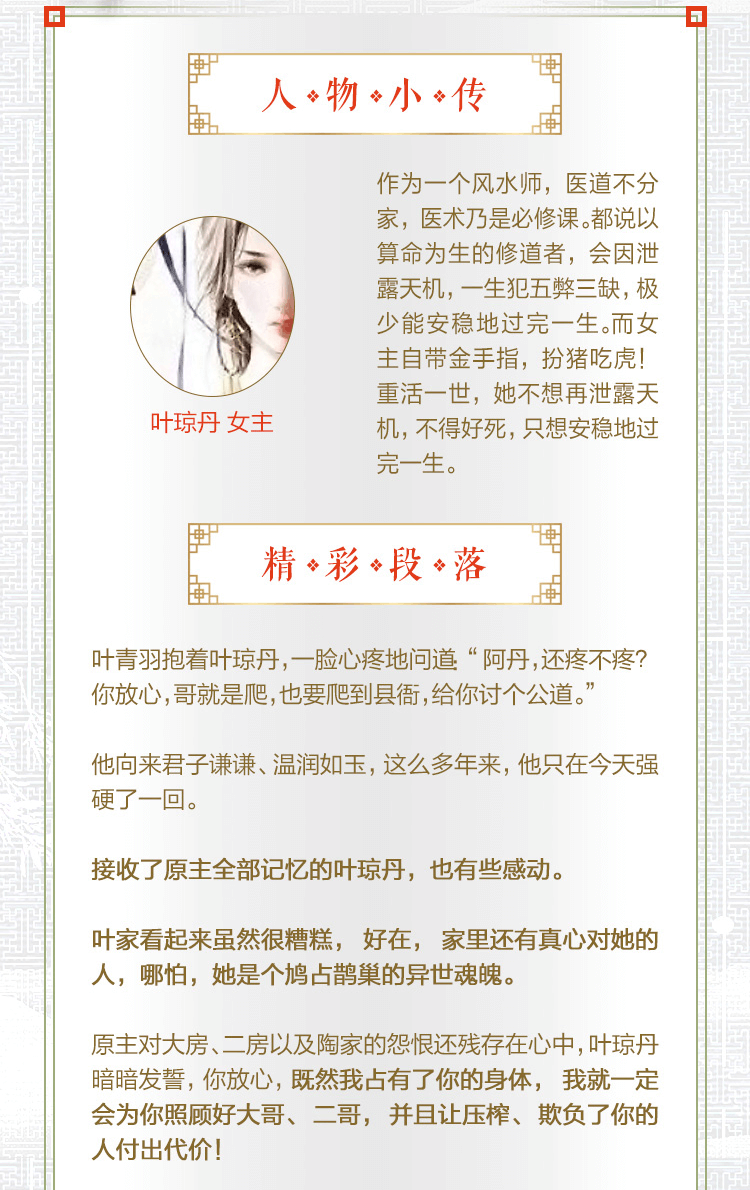 人物小传
作为一个风水师，医道不分
家，医术乃是必修课。都说以
算命为生的修道者，会因泄
露天机，一生犯五弊三缺，极
少能安稳地过完一生。而女
主自带金手指，扮猪吃虎！
重活一世，她不想再泄露天
机，不得好死，只想安稳地过
完一生。
叶琼丹 女主
精彩段落
叶青羽抱着叶琼丹，一脸心疼地问道：“阿丹，还疼不疼？
你放心，哥就是爬，也要爬到县衙，给你讨个公道。”
他向来君子谦谦、温润如玉，这么多年来，他只在今天强
硬了一回。
接收了原主全部记忆的叶琼丹，也有些感动。
叶家看起来虽然很糟糕，好在，家里还有真心对她的
人，哪怕，她是个鸠占鹊巢的异世魂魄。
原主对大房、二房以及陶家的怨恨还残存在心中，叶琼丹
暗暗发誓，你放心，既然我占有了你的身体，我就一定
会为你照顾好大哥、二哥，并且让压榨、欺负了你的
人付出代价！